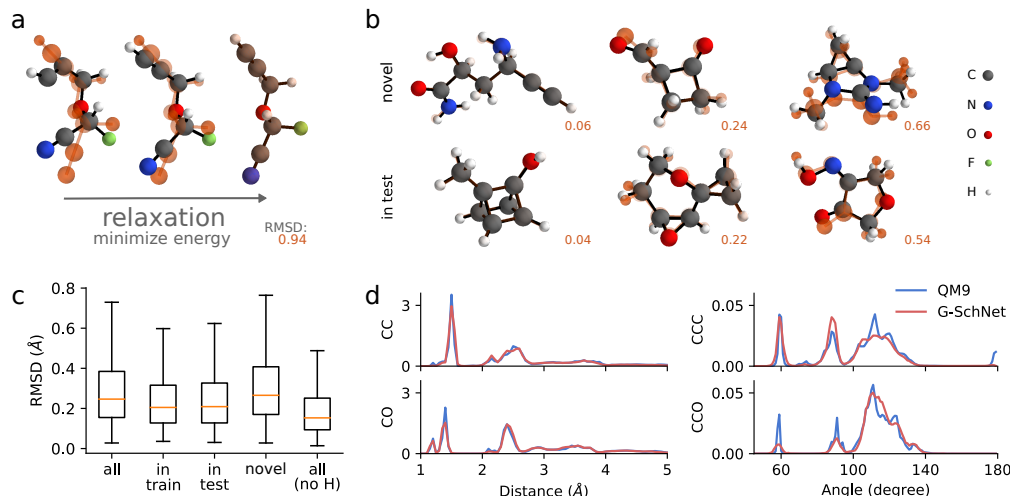 a
relaxation
minimize energy
RMSD:
0.94
b
novel
0.06
0.24
0.66
in test
0.04
0.22
0.54
C
N
O
F
H
c
RMSD (Å)
0.8
0.6
0.4
0.2
0.0
all
in train
in test
novel
all (no H)
d
CC
3
0
CO
3
0
1 2 3 4 5
Distance (Å)
CCC
0.05
0.00
QM9
G-SchNet
CCO
0.05
0.00
60 100 140 180
Angle (degree)